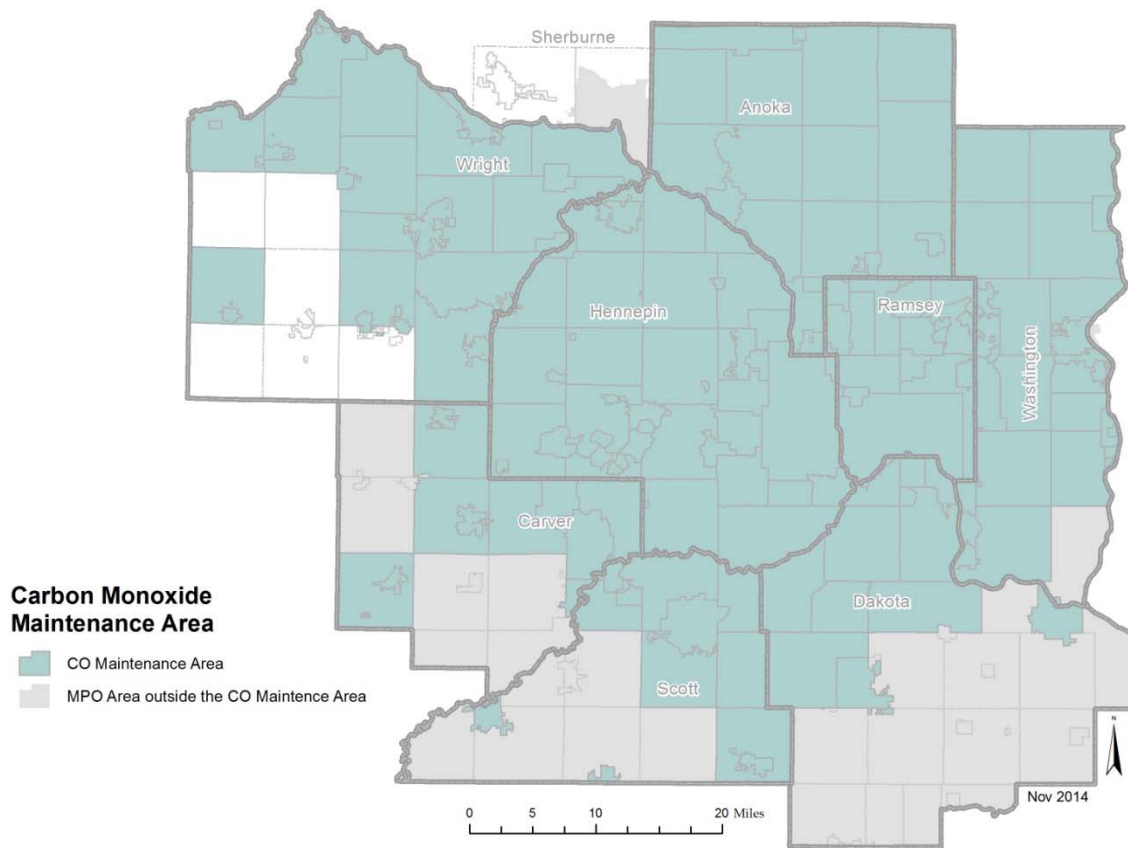 Sherburne
Anoka
Wright
Hennepin
Ramsey
Washington
Carver
Carbon Monoxide
Maintenance Area
CO Maintenance Area
MPO Area outside the CO Maintence Area
Dakota
Scott
N
Nov 2014
0 5 10 20 Miles